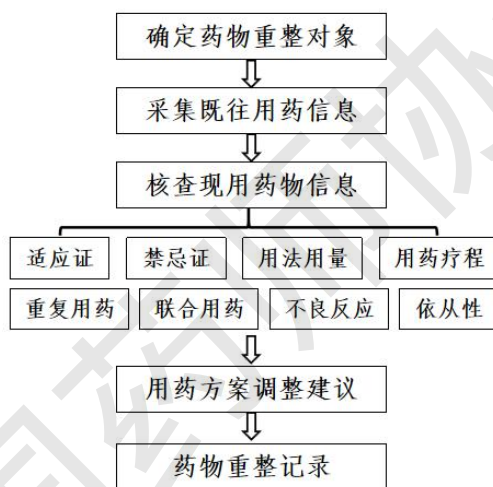 确定药物重整对象
采集既往用药信息
核查现用药物信息
适应证 禁忌证 用法用量 用药疗程
重复用药 联合用药 不良反应 依从性
用药方案调整建议
药物重整记录
药师协